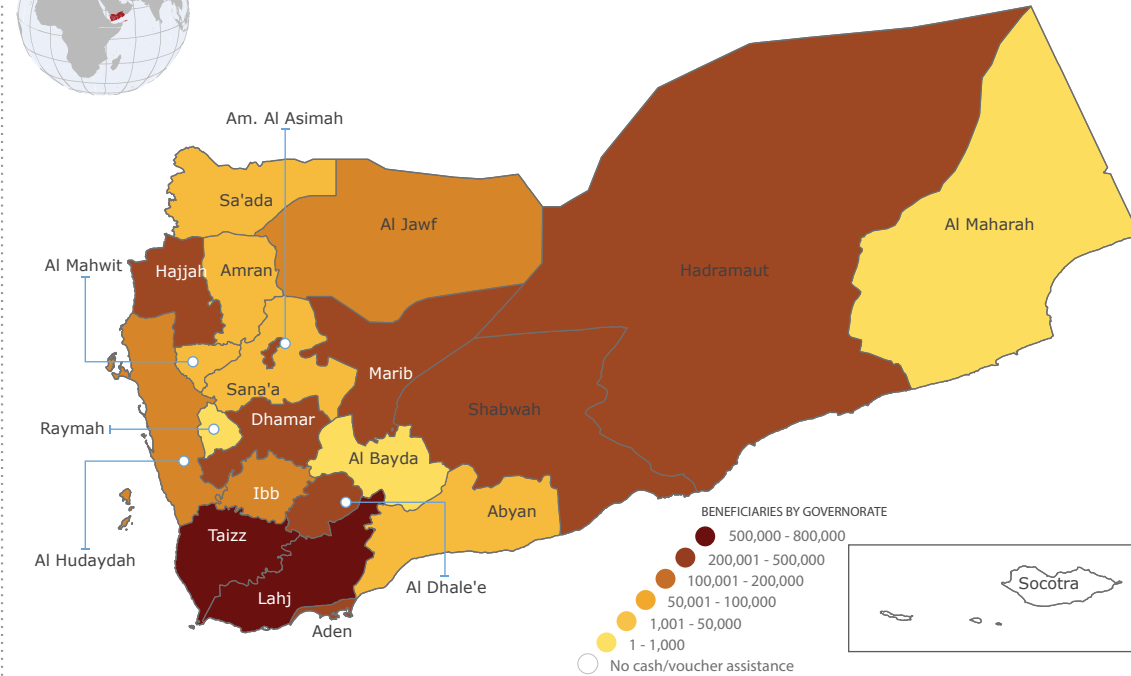 Am. Al Asimah
Sa'ada
Al Jawf
Al Maharah
Al Mahwit
Hajjah
Amran
Hadramaut
Marib
Sana'a
Shabwah
Dhamar
Raymah
Al Bayda
Ibb
Abyan
Taizz
Al Hudaydah
Al Dhale'e
Lahj
Aden
BENEFICIARIES BY GOVERNORATE
500,000 - 800,000
200,001 - 500,000
100,001 - 200,000
50,001 - 100,000
1,001 - 50,000
1 - 1,000
No cash/voucher assistance
Socotra